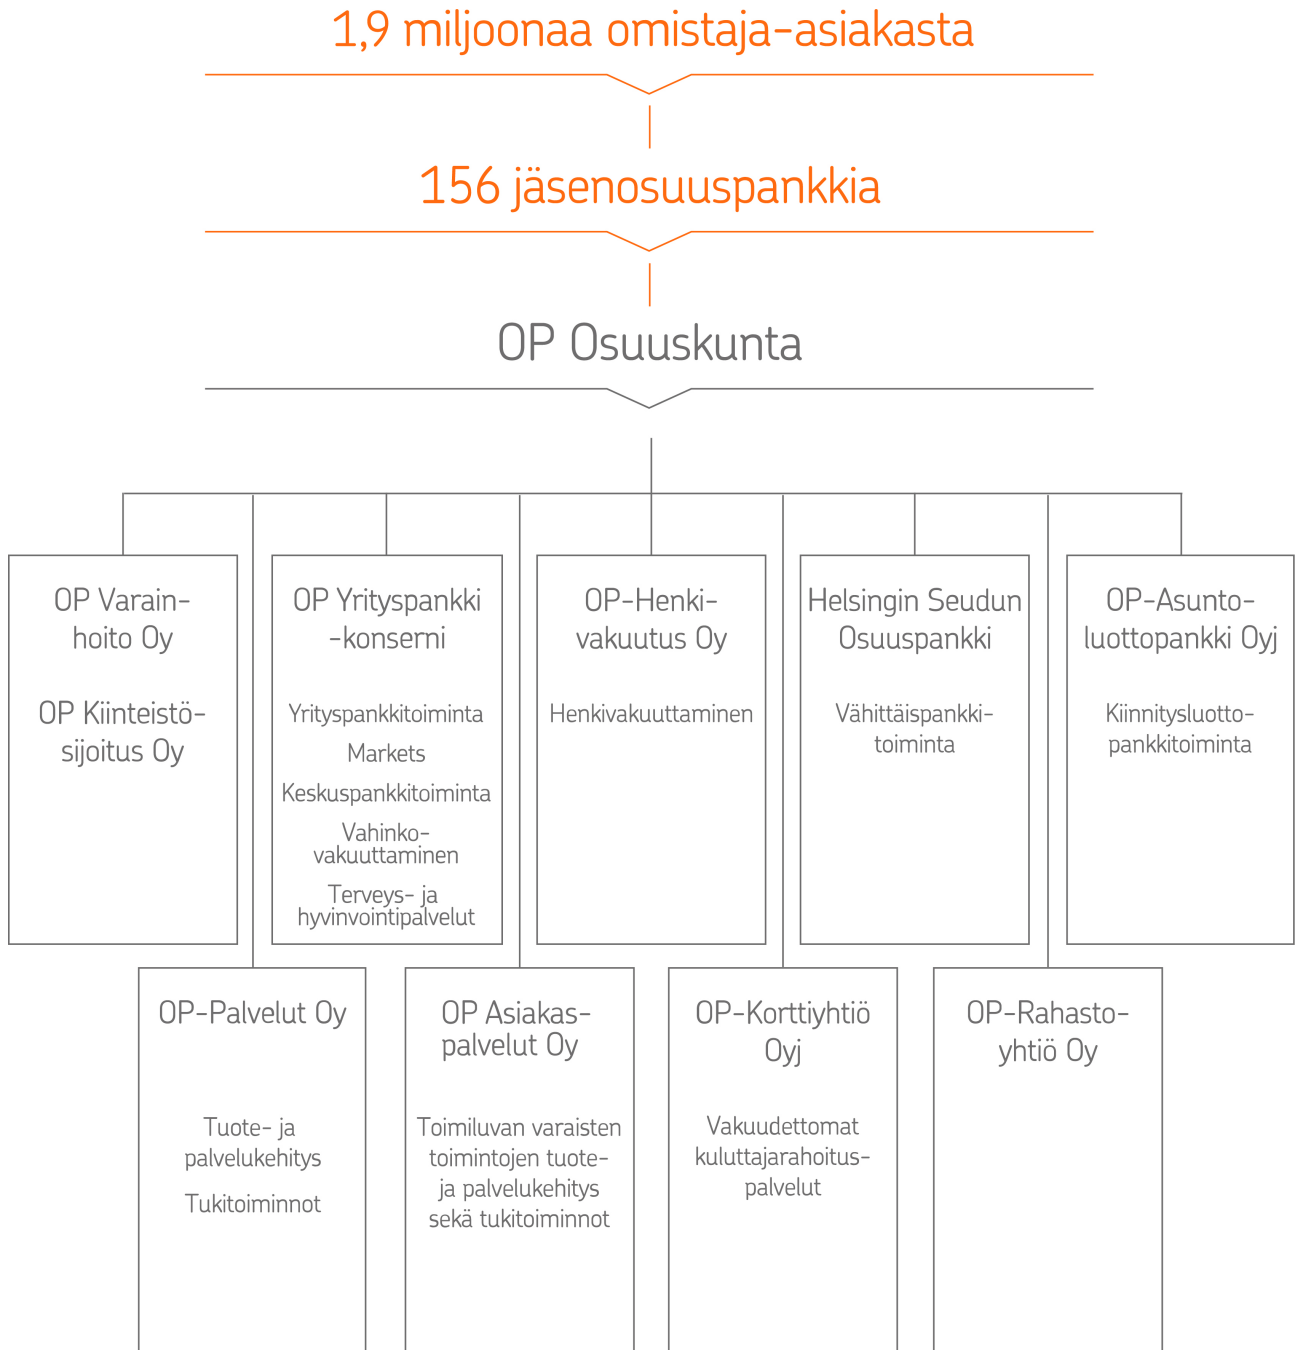 1,9 miljoonaa omistaja-asiakasta
156 jäsenosuuspankkia
OP Osuuskunta
OP Varain-
hoito Oy
OP Kiinteistö-
sijoitus Oy
OP Yrityspankki
-konserni
Yrityspankkitoiminta
Markets
Keskuspankkitoiminta
Vahinko-
vakuuttaminen
Terveys- ja
hyvinvointipalvelut
OP-Henki-
vakuutus Oy
Henkivakuuttaminen
Helsingin Seudun
Osuuspankki
Vähittäispankki-
toiminta
OP-Asunto-
luottopankki Oyj
Kiinnitysluotto-
pankkitoiminta
OP-Palvelut Oy
Tuote- ja
palvelukehitys
Tukitoiminnot
OP Asiakas-
palvelut Oy
Toimiluvan varaisten
toimintojen tuote-
ja palvelukehitys
sekä tukitoiminnot
OP-Korttiyhtiö
Oyj
Vakuudettomat
kuluttajarahoitus-
palvelut
OP-Rahasto-
yhtiö Oy